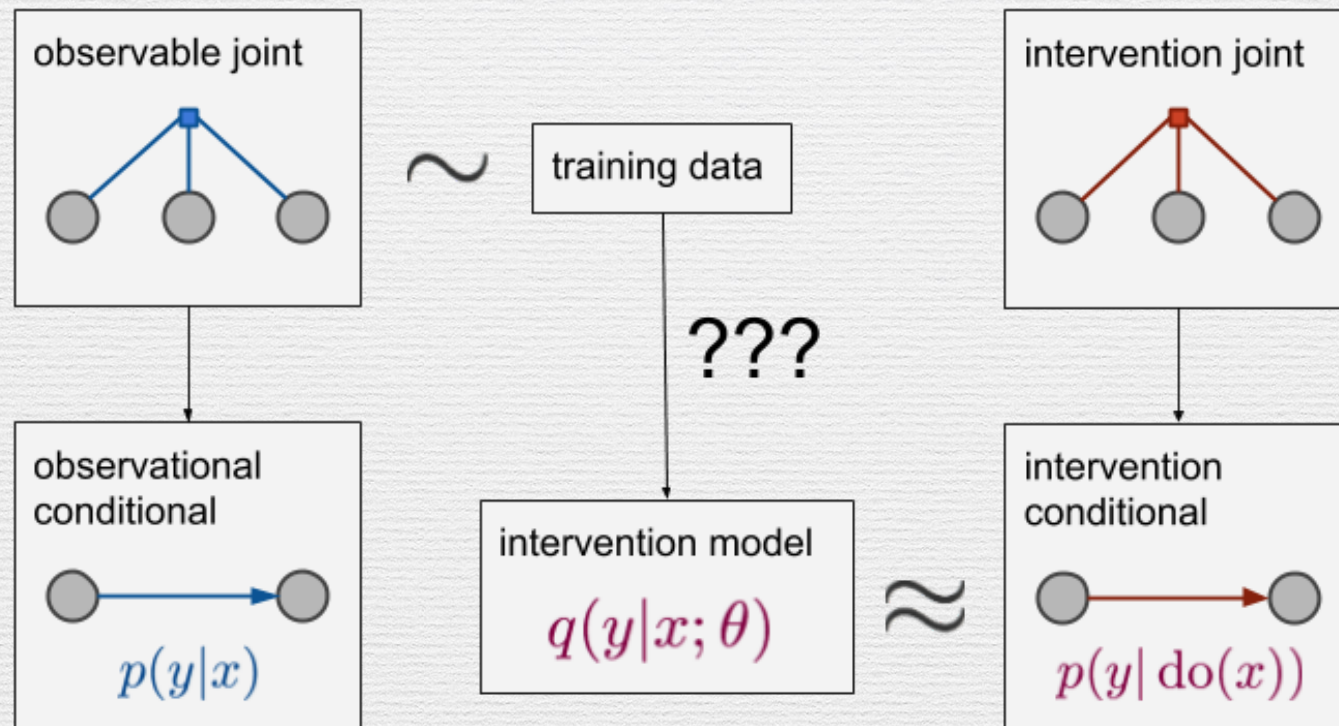 observable joint
∼
training data
intervention joint
???
observational
conditional
p(y|x)
intervention model
q(y|x; θ)
≈
intervention
conditional
p(y| do(x))